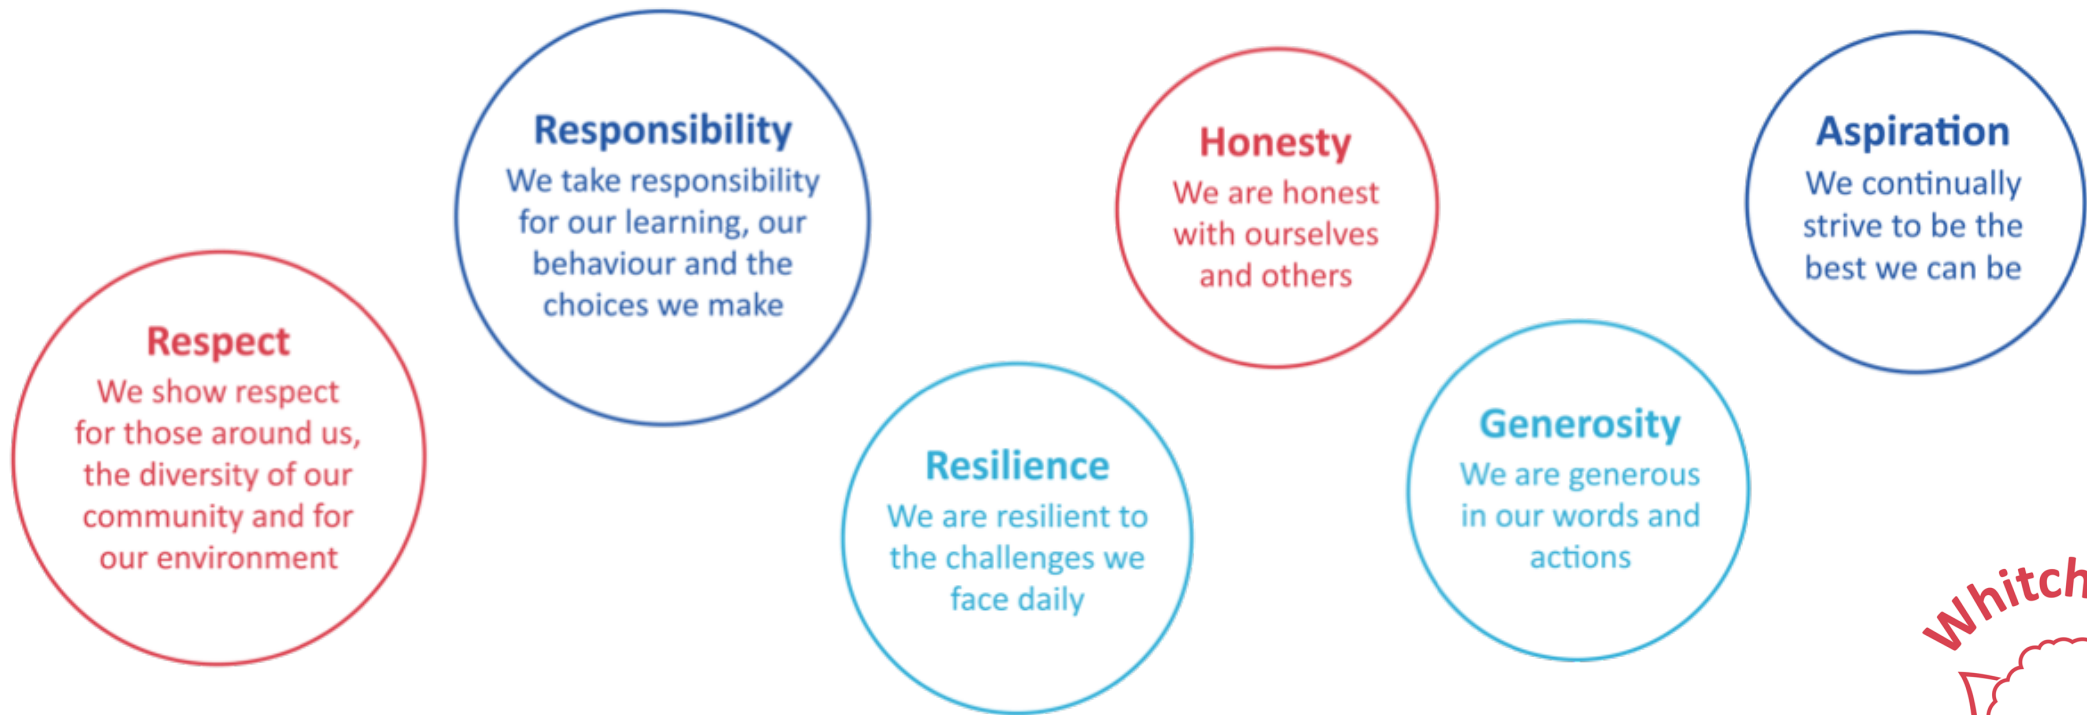 Respect
We show respect
for those around us,
the diversity of our
community and for
our environment
Responsibility
We take responsibility
for our learning, our
behaviour and the
choices we make
Resilience
We are resilient to
the challenges we
face daily
Honesty
We are honest
with ourselves
and others
Generosity
We are generous
in our words and
actions
Aspiration
We continually
strive to be the
best we can be
Whitch